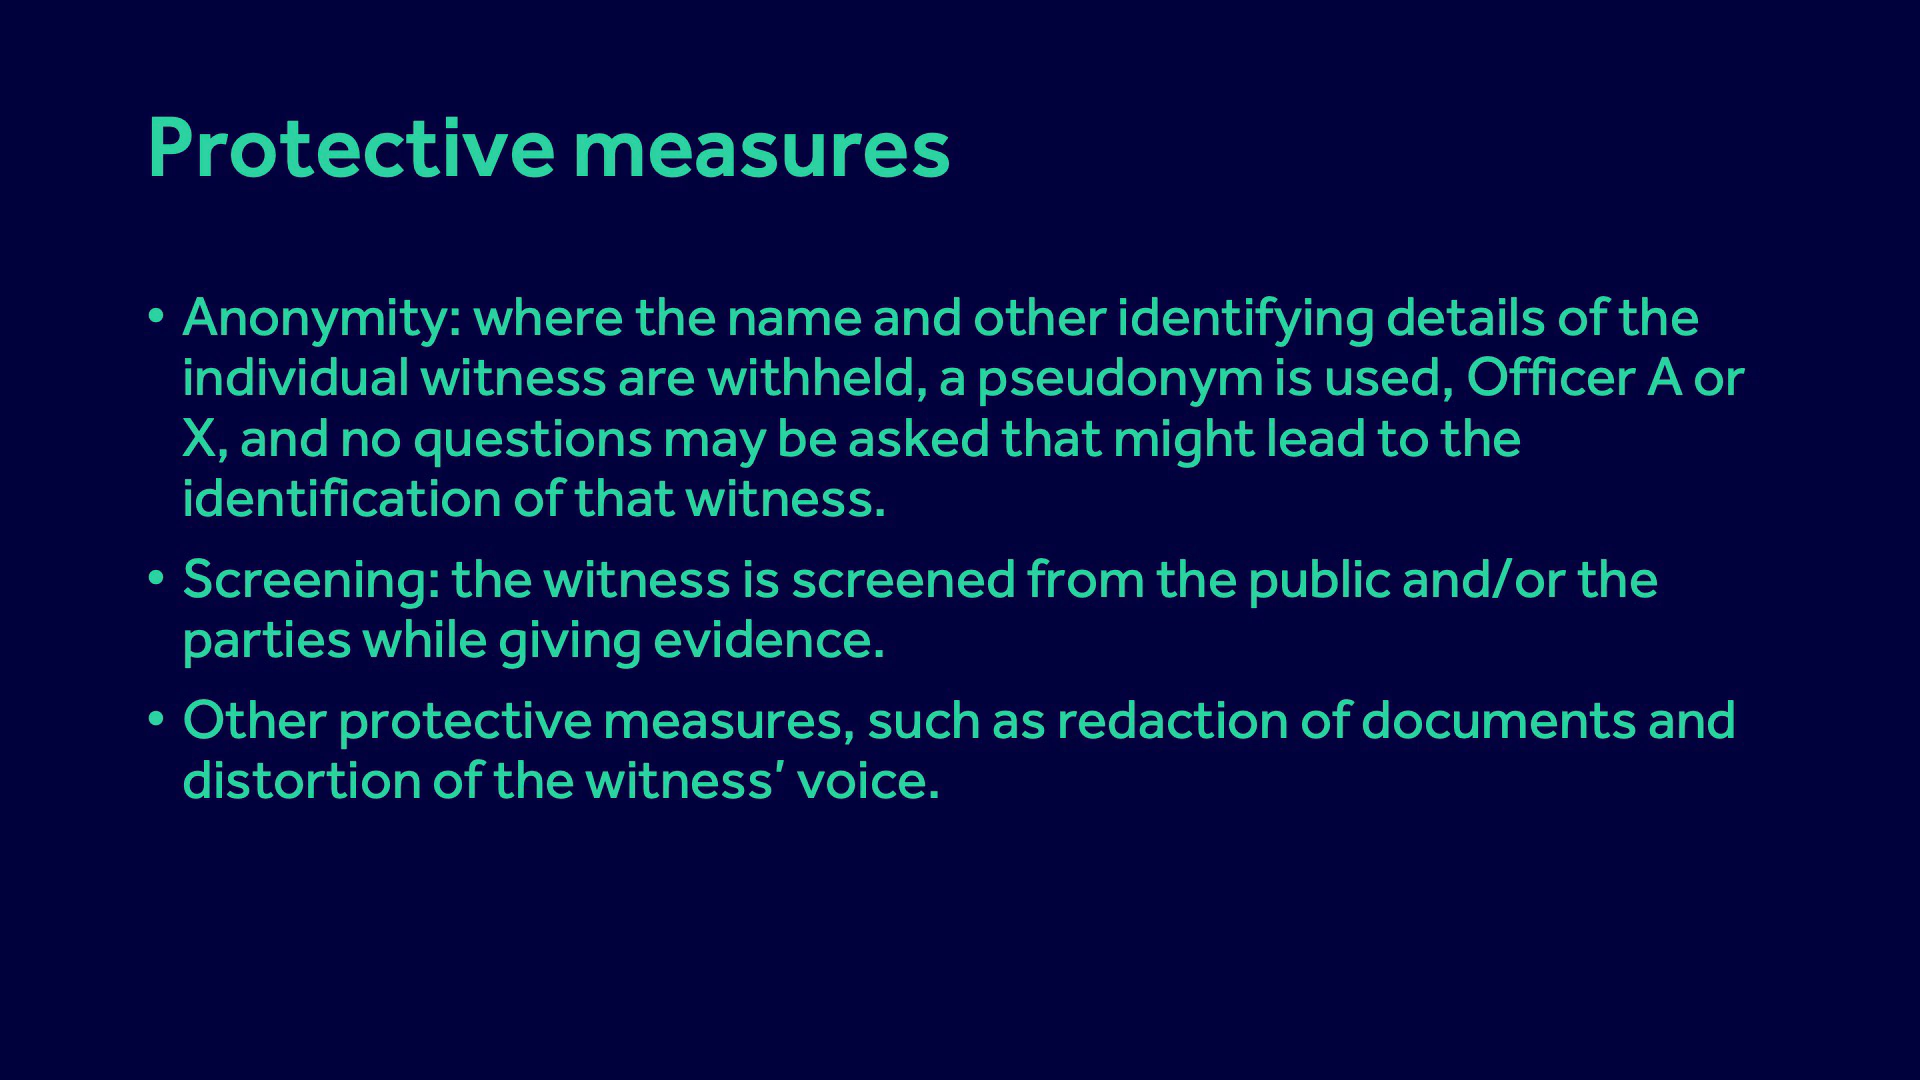 Protective measures
• Anonymity: where the name and other identifying details of the
individual witness are withheld, a pseudonym is used, Officer A or
X, and no questions may be asked that might lead to the
identification of that witness.
• Screening: the witness is screened from the public and/or the
parties while giving evidence.
• Other protective measures, such as redaction of documents and
distortion of the witness’ voice.